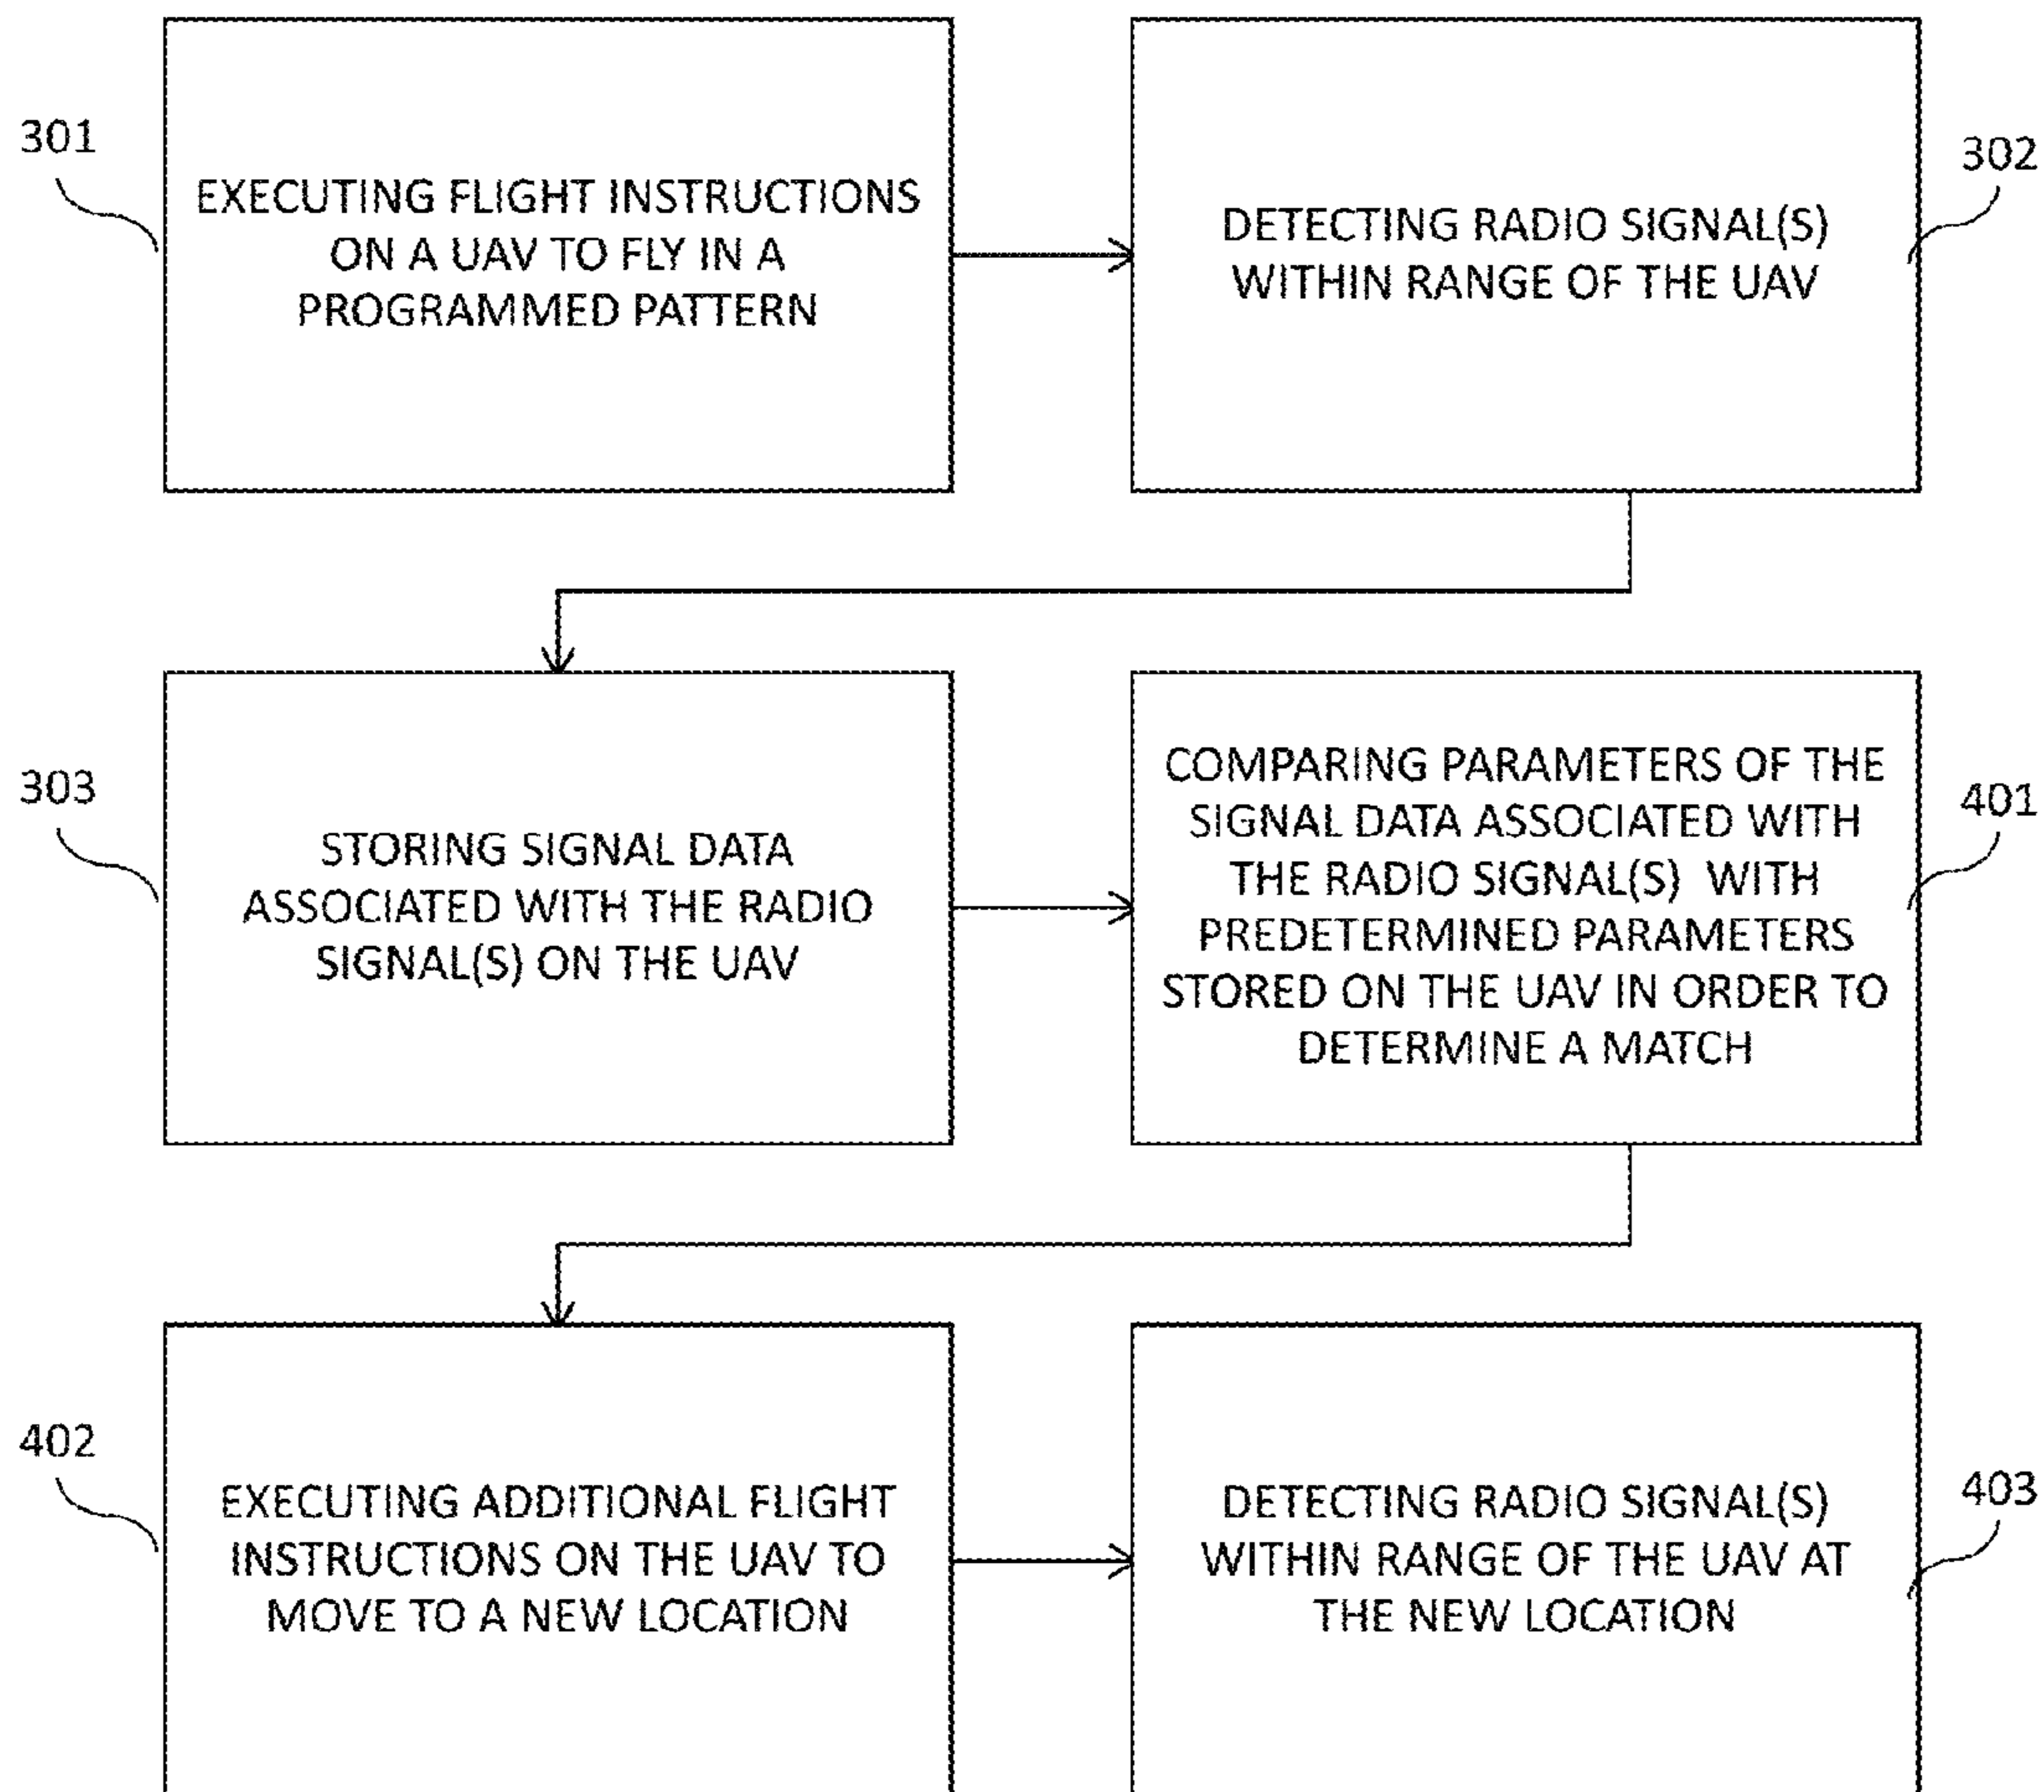 301
EXECUTING FLIGHT INSTRUCTIONS
ON A UAV TO FLY IN A
PROGRAMMED PATTERN
302
DETECTING RADIO SIGNAL(S)
WITHIN RANGE OF THE UAV
303
STORING SIGNAL DATA
ASSOCIATED WITH THE RADIO
SIGNAL(S) ON THE UAV
401
COMPARING PARAMETERS OF THE
SIGNAL DATA ASSOCIATED WITH
THE RADIO SIGNAL(S) WITH
PREDETERMINED PARAMETERS
STORED ON THE UAV IN ORDER TO
DETERMINE A MATCH
402
EXECUTING ADDITIONAL FLIGHT
INSTRUCTIONS ON THE UAV TO
MOVE TO A NEW LOCATION
403
DETECTING RADIO SIGNAL(S)
WITHIN RANGE OF THE UAV AT
THE NEW LOCATION